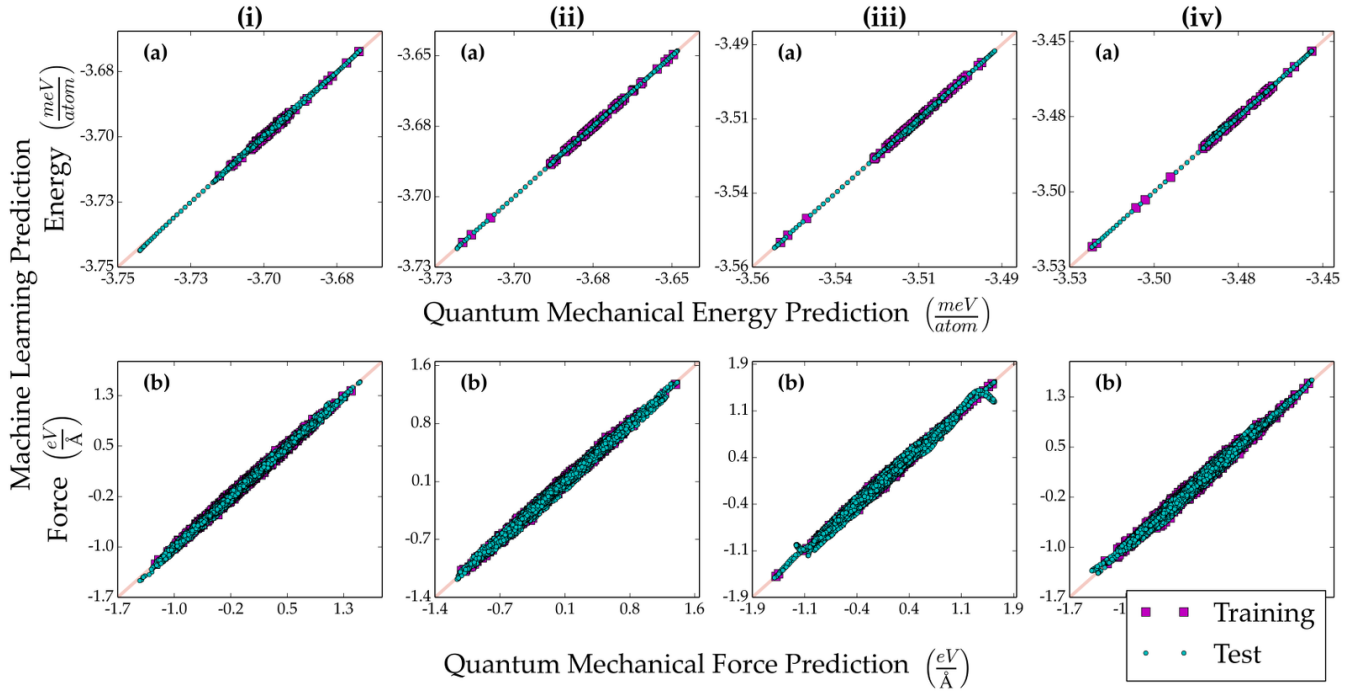 (i) (ii) (iii) (iv)
(a) (a) (a) (a)
-3.68 -3.70 -3.73 -3.75
-3.65 -3.68 -3.70 -3.73
-3.49 -3.51 -3.54 -3.56
-3.45 -3.48 -3.50 -3.53
-3.75 -3.73 -3.70 -3.68
-3.73 -3.70 -3.68 -3.65
-3.56 -3.54 -3.51 -3.49
-3.53 -3.50 -3.48 -3.45
Machine Learning Prediction
Energy (meV/atom)
Quantum Mechanical Energy Prediction (meV/atom)
(b) (b) (b) (b)
1.3 0.5 -0.2 -1.0 -1.7
1.6 0.8 0.1 -0.7 -1.4
1.9 1.1 0.4 -0.4 -1.1 -1.9
1.3 0.5 -0.2 -1.0 -1.7
-1.7 -1.0 -0.2 0.5 1.3
-1.4 -0.7 0.1 0.8 1.6
-1.9 -1.1 -0.4 0.4 1.1 1.9
-1.7
Force (eV/Å)
Quantum Mechanical Force Prediction (eV/Å)
Training
Test